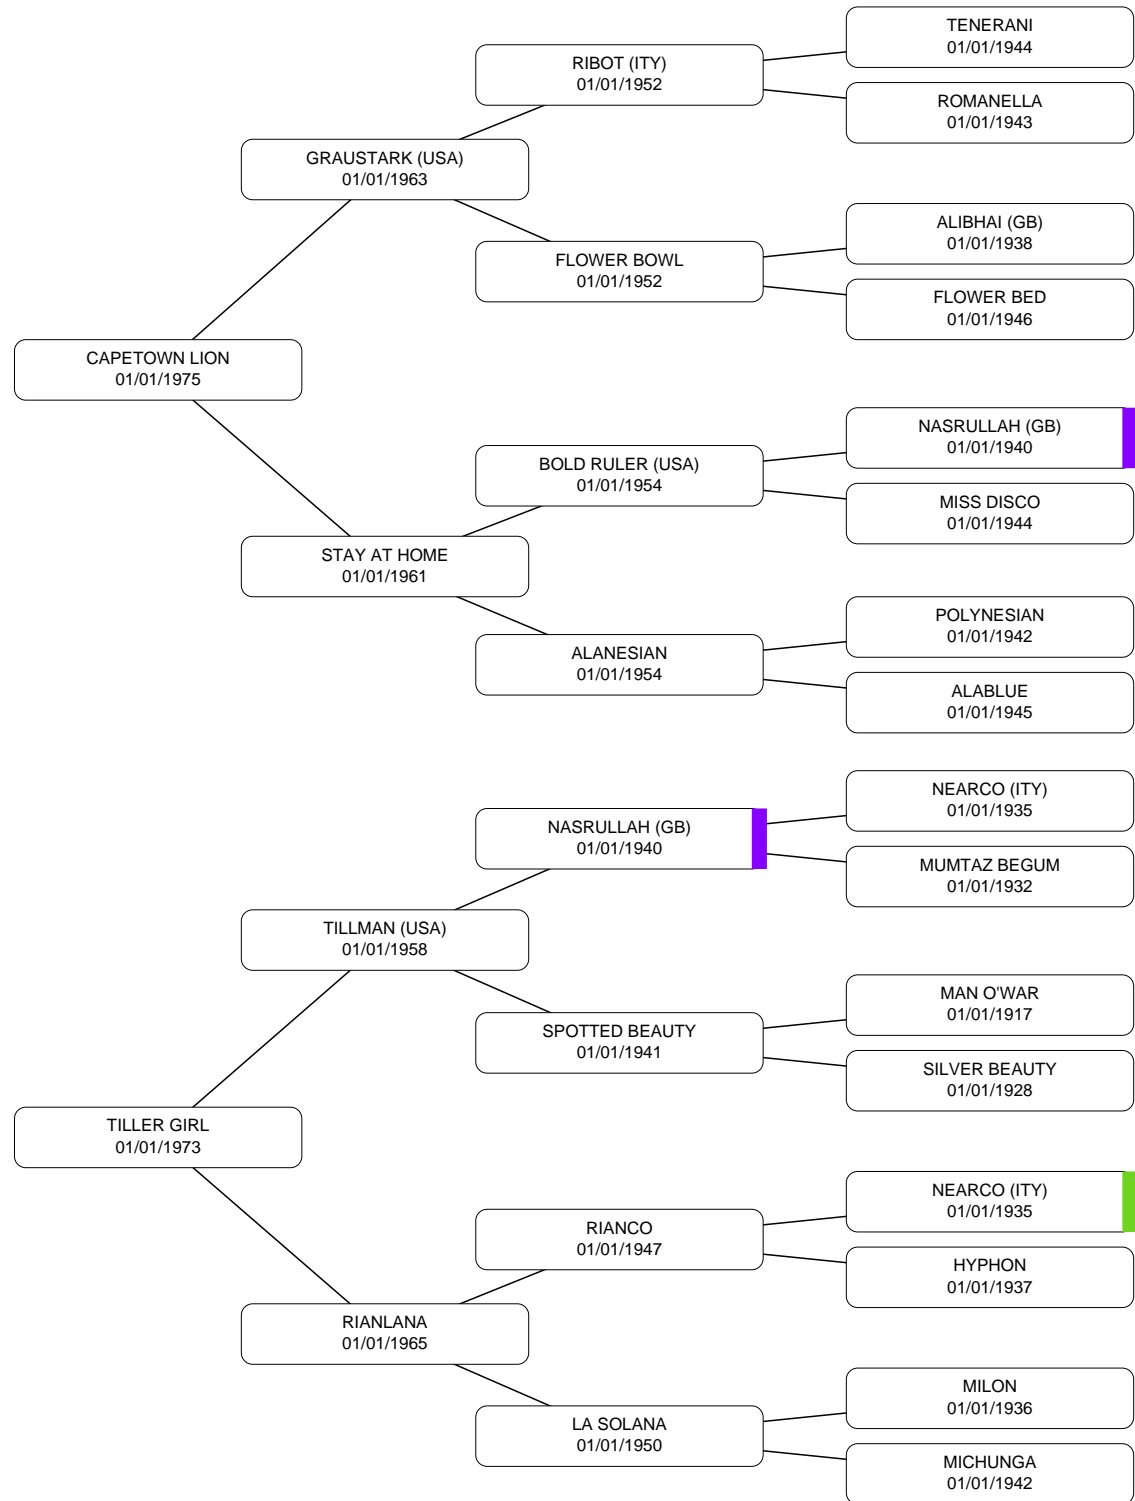 TENERANI
01/01/1944
RIBOT (ITY)
01/01/1952
ROMANELLA
01/01/1943
GRAUSTARK (USA)
01/01/1963
ALIBHAI (GB)
01/01/1938
FLOWER BOWL
01/01/1952
FLOWER BED
01/01/1946
CAPETOWN LION
01/01/1975
NASRULLAH (GB)
01/01/1940
BOLD RULER (USA)
01/01/1954
MISS DISCO
01/01/1944
STAY AT HOME
01/01/1961
POLYNESIAN
01/01/1942
ALANESIAN
01/01/1954
ALABLUE
01/01/1945
NEARCO (ITY)
01/01/1935
NASRULLAH (GB)
01/01/1940
MUMTAZ BEGUM
01/01/1932
TILLMAN (USA)
01/01/1958
MAN O'WAR
01/01/1917
SPOTTED BEAUTY
01/01/1941
SILVER BEAUTY
01/01/1928
TILLER GIRL
01/01/1973
NEARCO (ITY)
01/01/1935
RIANCO
01/01/1947
HYPHON
01/01/1937
RIANLANA
01/01/1965
MILON
01/01/1936
LA SOLANA
01/01/1950
MICHUNGA
01/01/1942